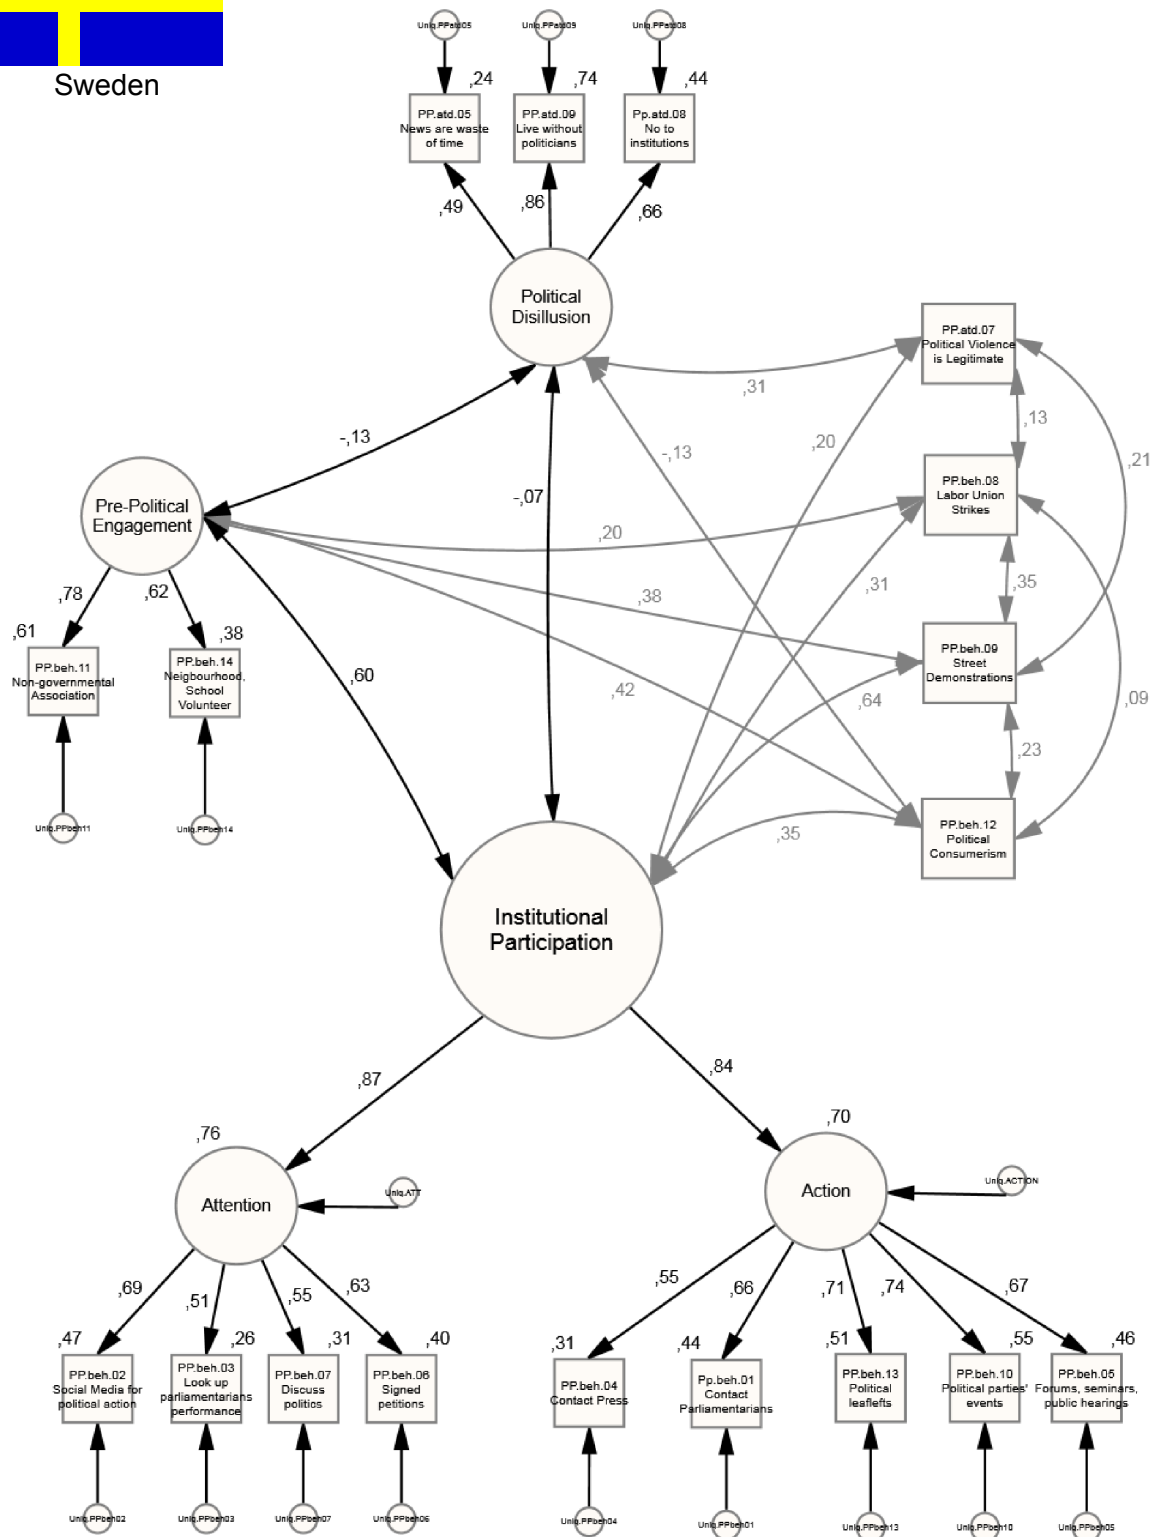 Sweden
Uniq.PPatd05
Uniq.PPatd09
Uniq.PPatd08
,24
,74
,44
PP.atd.05
News are waste
of time
PP.atd.09
Live without
politicians
Pp.atd.08
No to
institutions
,49
,86
,66
Political
Disillusion
PP.atd.07
Political Violence
is Legitimate
,31
,13
-,13
,20
-,13
,21
Pre-Political
Engagement
-,07
PP.beh.08
Labor Union
Strikes
,20
,78
,62
,38
,31
,35
,61
,38
PP.beh.11
Non-governmental
Association
PP.beh.14
Neigbourhood,
School
Volunteer
PP.beh.09
Street
Demonstrations
,60
,42
,64
,09
,23
Uniq.PPbeh11
Uniq.PPbeh14
,35
PP.beh.12
Political
Consumerism
Institutional
Participation
,87
,84
,76
,70
Attention
Uniq.ATT
Action
Uniq.ACTION
,69
,51
,55
,63
,55
,66
,71
,74
,67
,47
,26
,31
,40
,31
,44
,51
,55
,46
PP.beh.02
Social Media for
political action
PP.beh.03
Look up
parliamentarians
performance
PP.beh.07
Discuss
politics
PP.beh.06
Signed
petitions
PP.beh.04
Contact Press
Pp.beh.01
Contact
Parliamentarians
PP.beh.13
Political
leaflefts
PP.beh.10
Political parties'
events
PP.beh.05
Forums, seminars,
public hearings
Uniq.PPbeh02
Uniq.PPbeh03
Uniq.PPbeh07
Uniq.PPbeh06
Uniq.PPbeh04
Uniq.PPbeh01
Uniq.PPbeh13
Uniq.PPbeh10
Uniq.PPbeh05